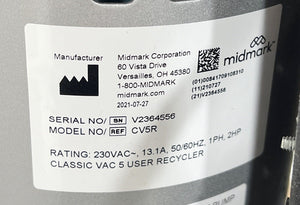 Manufacturer
Midmark Corporation
60 Vista Drive
Versailles, OH 45380
1-800-MIDMARK
midmark.com
2021-07-27
midmark
(01)00841709108310
(11)210727
(21)V2364556
SERIAL NO/ SN V2364556
MODEL NO/ REF CV5R
RATING: 230VAC~, 13.1A, 50/60HZ, 1PH, 2HP
CLASSIC VAC 5 USER RECYCLER
PUMP